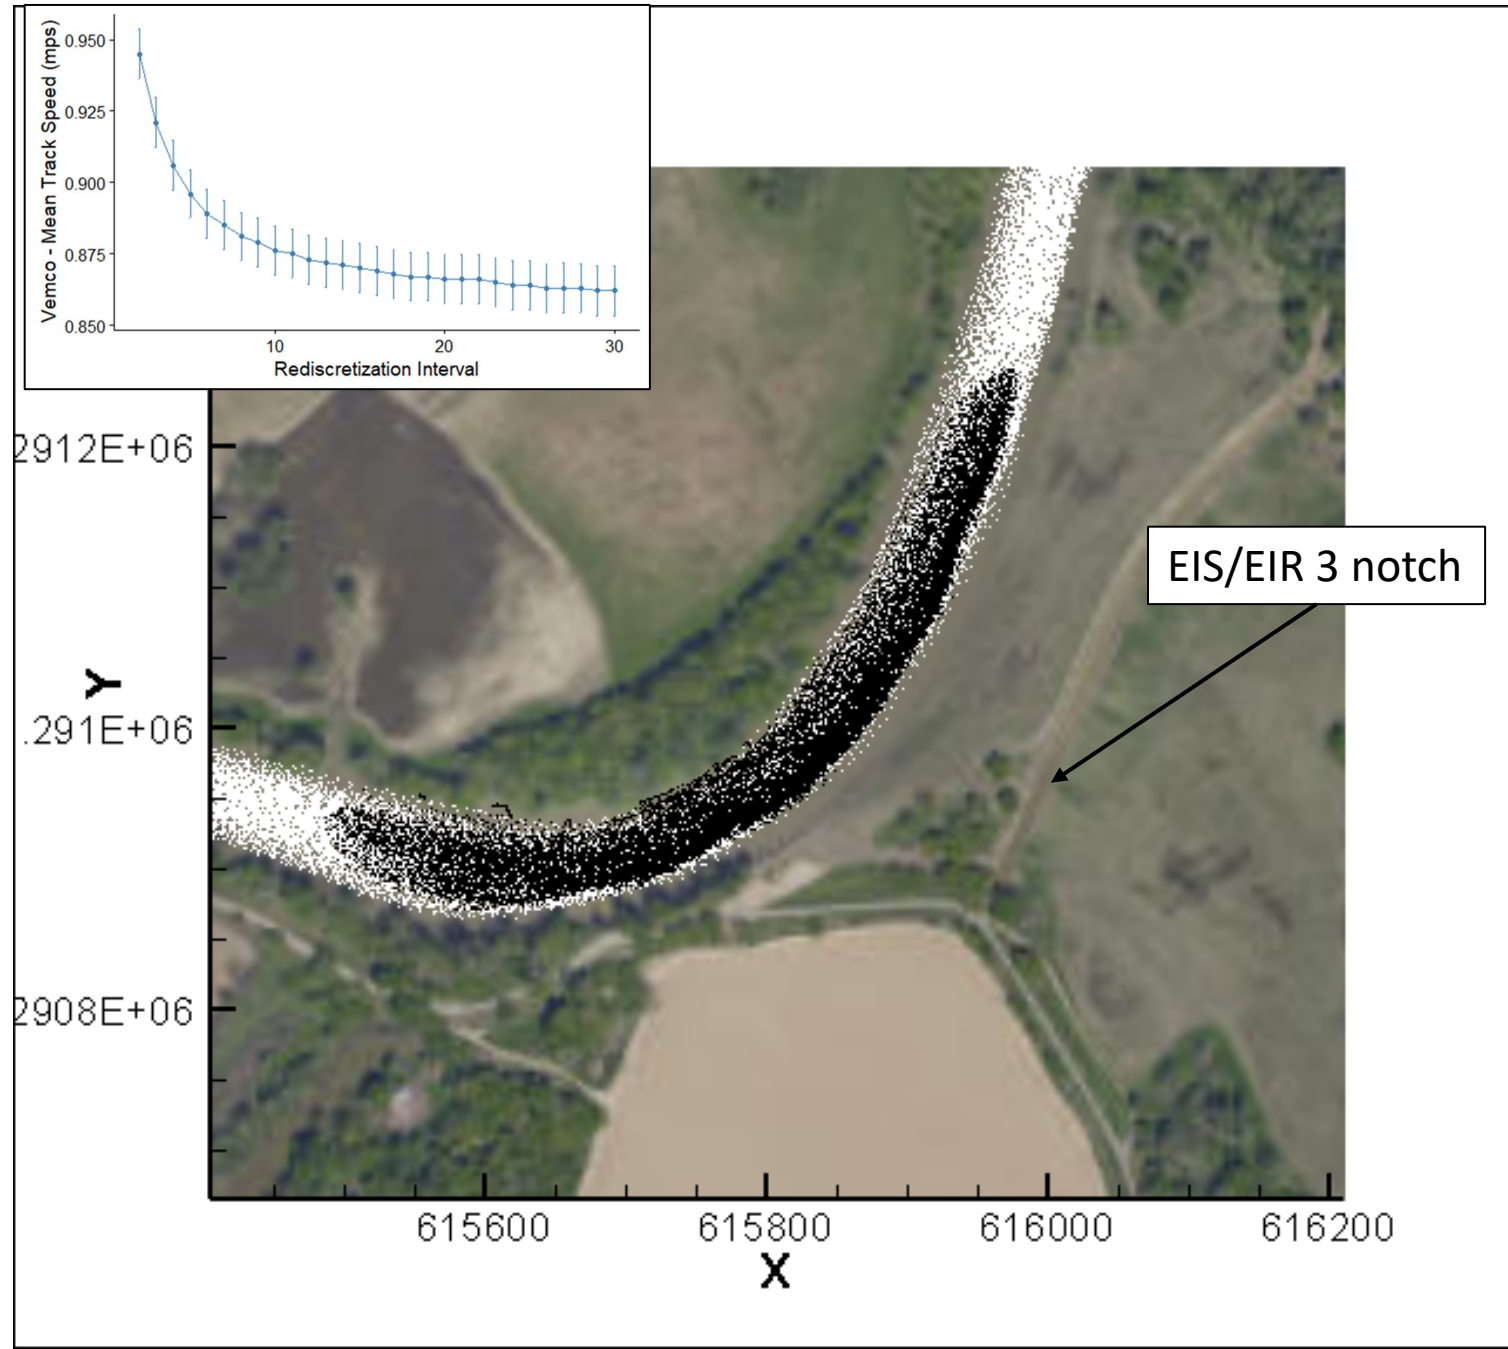 Vemco - Mean Track Speed (mps)
0.950
0.925
0.900
0.875
0.850
10 20 30
Rediscretization Interval
2912E+06
EIS/EIR 3 notch
Y
.291E+06
2908E+06
615600 615800 616000 616200
X